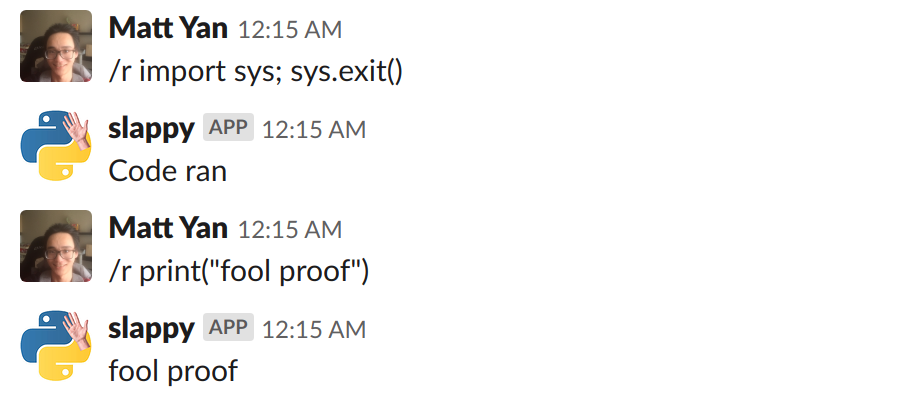 Matt Yan 12:15 AM
/r import sys; sys.exit()
slappy APP 12:15 AM
Code ran
Matt Yan 12:15 AM
/r print("fool proof")
slappy APP 12:15 AM
fool proof